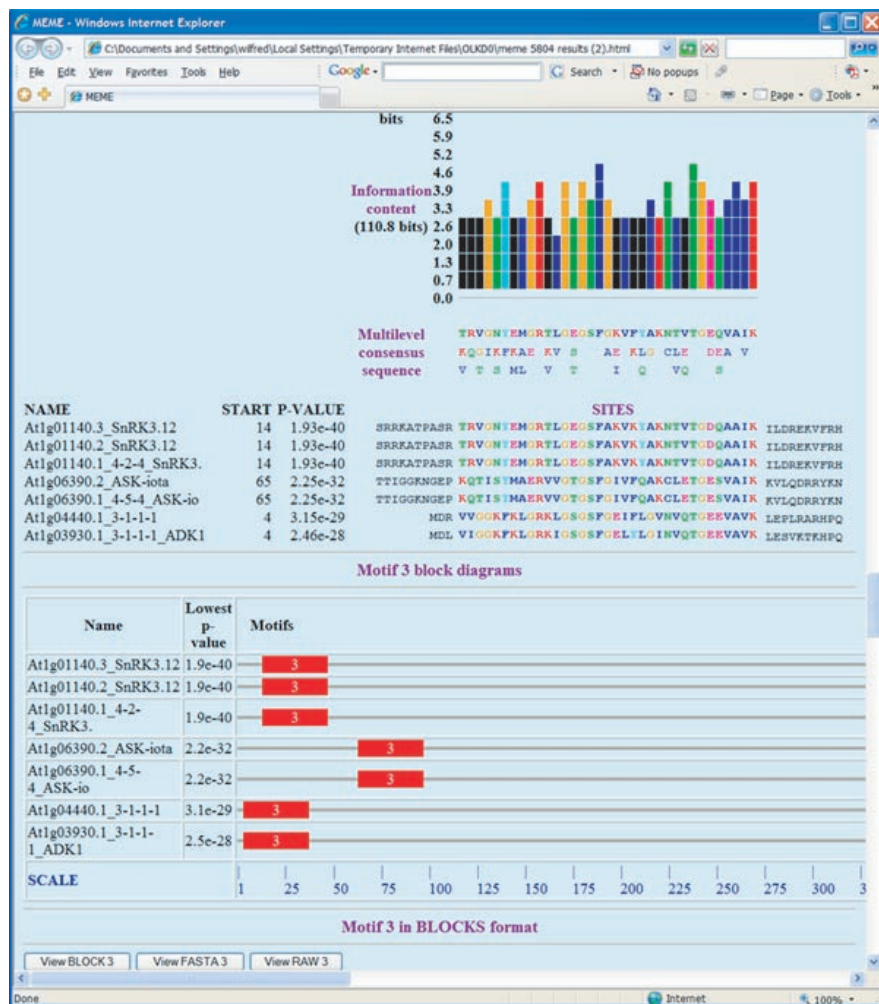 MEME - Windows Internet Explorer
C:\Documents and Settings\wilfred\Local Settings\Temporary Internet Files\OLKD0\meme 5804 results (2).html
File Edit View Favorites Tools Help
Google
Search
No popups
MEME
Page
Tools
bits 6.5
5.9
5.2
4.6
Information 3.9
content 3.3
(110.8 bits) 2.6
2.0
1.3
0.7
0.0
Multilevel TRVGNYEMGRTLGEGSFGKVFYAKNTVTGEQVAIK
consensus KQGIKFKAE KV S AE KLG CLE DEA V
sequence V T S ML V T I Q VQ S
NAME START P-VALUE SITES
At1g01140.3_SnRK3.12 14 1.93e-40 SRRKATPASR TRVGNYEMGRTLGEGSFAKVKYAKNTVTGDQAAIK ILDREKVFRH
At1g01140.2_SnRK3.12 14 1.93e-40 SRRKATPASR TRVGNYEMGRTLGEGSFAKVKYAKNTVTGDQAAIK ILDREKVFRH
At1g01140.1_4-2-4_SnRK3. 14 1.93e-40 SRRKATPASR TRVGNYEMGRTLGEGSFAKVKYAKNTVTGDQAAIK ILDREKVFRH
At1g06390.2_ASK-iota 65 2.25e-32 TTIGGKNGEP KQTISYMAERVVGTGSFGIVFQAKCLETGESVAIK KVLQDRRYKN
At1g06390.1_4-5-4_ASK-io 65 2.25e-32 TTIGGKNGEP KQTISYMAERVVGTGSFGIVFQAKCLETGESVAIK KVLQDRRYKN
At1g04440.1_3-1-1-1 4 3.15e-29 MDR VVGGKFKLGRKLGSGSFGEIFLGVNVQTGEEVAVK LEPLRARHPQ
At1g03930.1_3-1-1-1_ADK1 4 2.46e-28 MDL VIGGKFKLGRKIGSGSFGELYLGINVQTGEEVAVK LESVKTKHPQ
Motif 3 block diagrams
Name Lowest p-value Motifs
At1g01140.3_SnRK3.12 1.9e-40 3
At1g01140.2_SnRK3.12 1.9e-40 3
At1g01140.1_4-2-
4_SnRK3. 1.9e-40 3
At1g06390.2_ASK-iota 2.2e-32 3
At1g06390.1_4-5-
4_ASK-io 2.2e-32 3
At1g04440.1_3-1-1-1 3.1e-29 3
At1g03930.1_3-1-1-
1_ADK1 2.5e-28 3
SCALE 1 25 50 75 100 125 150 175 200 225 250 275 300 3
Motif 3 in BLOCKS format
View BLOCK 3 View FASTA 3 View RAW 3
Done Internet 100%